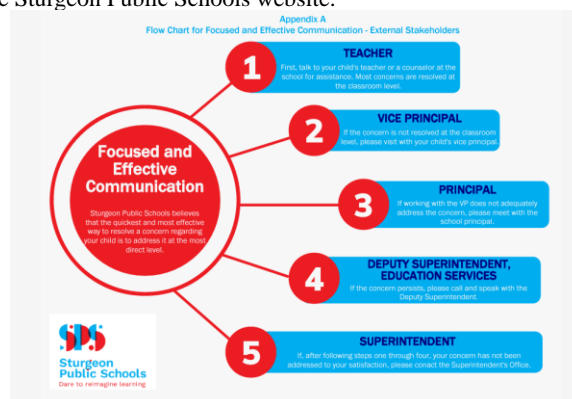 e Sturgeon Public Schools website.
Appendix A
Flow Chart for Focused and Effective Communication - External Stakeholders
1
TEACHER
First, talk to your child's teacher or a counselor at the
school for assistance. Most concerns are resolved at
the classroom level.
2
VICE PRINCIPAL
If the concern is not resolved at the classroom
level, please visit with your child's vice principal.
Focused and
Effective
Communication
Sturgeon Public Schools believes
that the quickest and most effective
way to resolve a concern regarding
your child is to address it at the most
direct level.
3
PRINCIPAL
If working with the VP does not adequately
address the concern, please meet with the
school principal.
4
DEPUTY SUPERINTENDENT,
EDUCATION SERVICES
If the concern persists, please call and speak with the
Deputy Superintendent.
5
SUPERINTENDENT
If, after following steps one through four, your concern has not been
addressed to your satisfaction, please conact the Superintendent's Office.
SPS
Sturgeon
Public Schools
Dare to reimagine learning